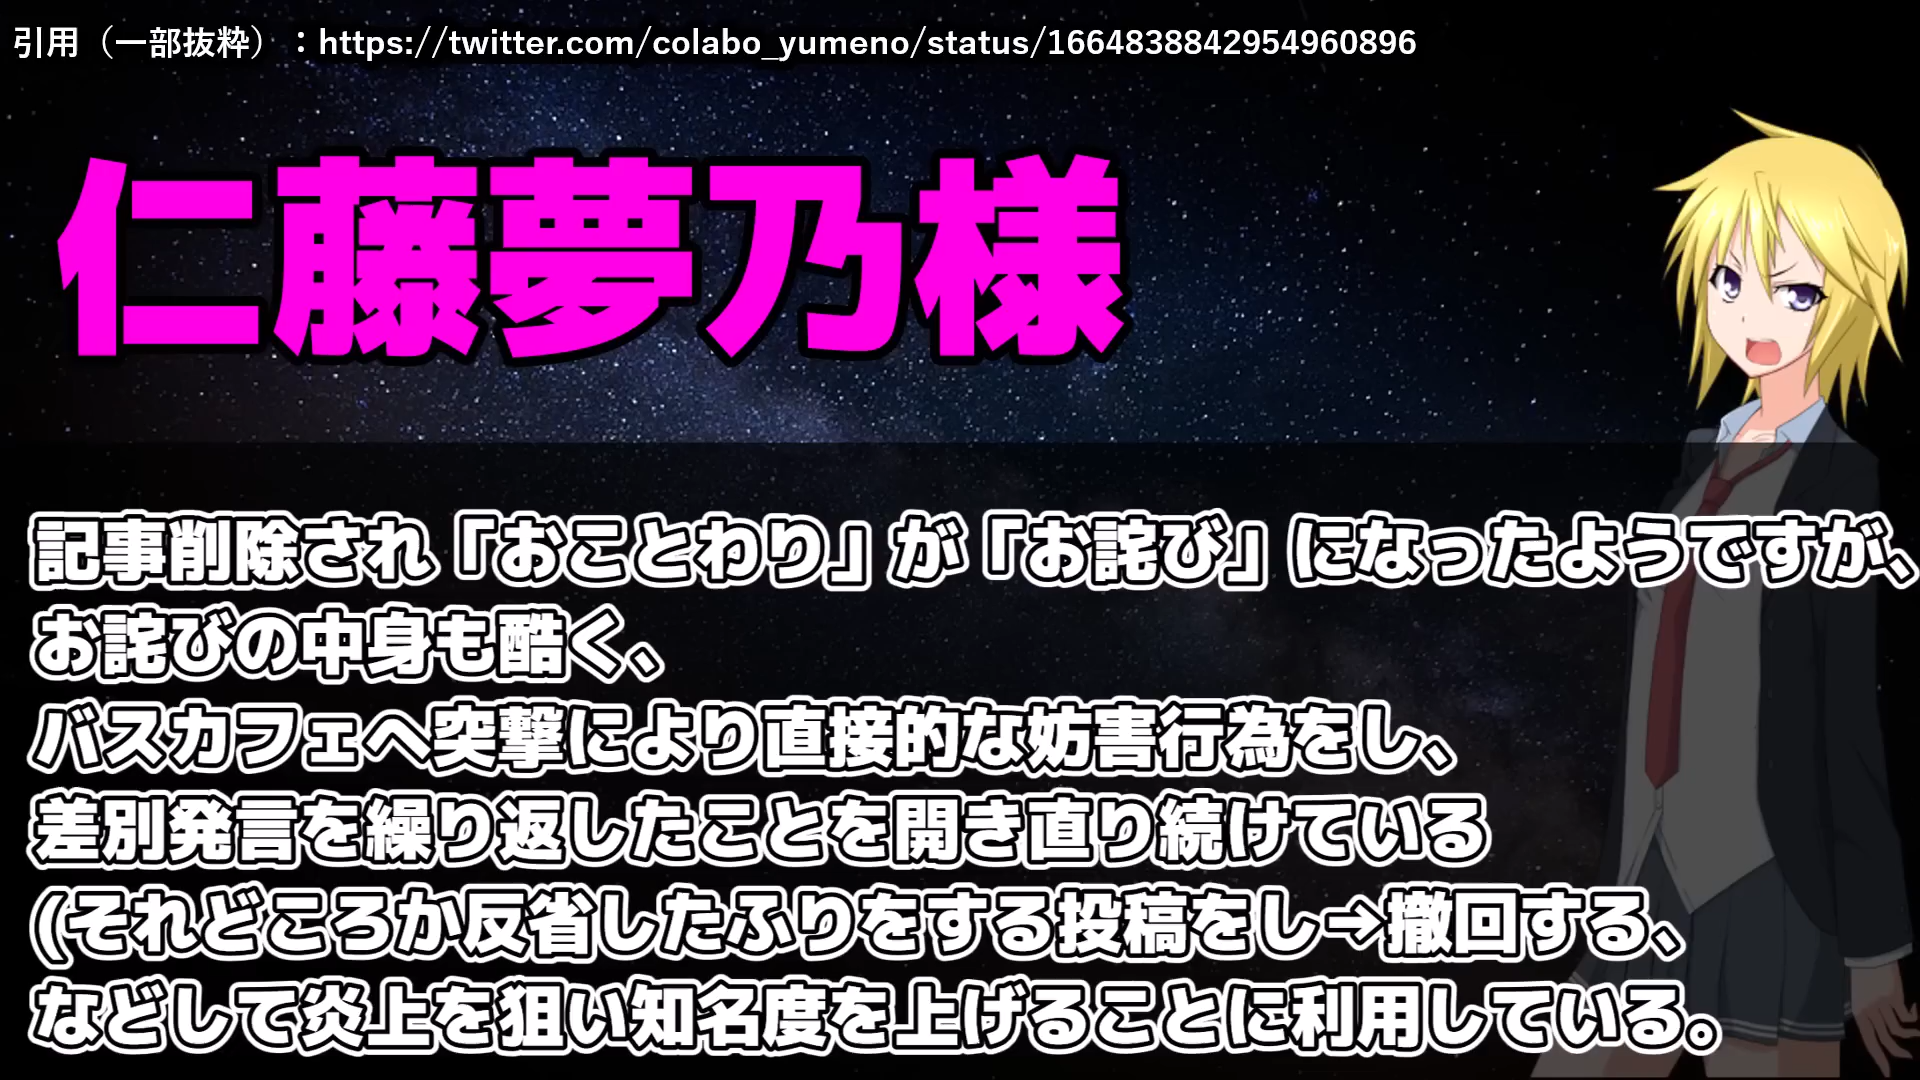 引用（一部抜粋）：https://twitter.com/colabo_yumeno/status/1664838842954960896
仁藤夢乃様
記事削除され「おことわり」が「お詫び」になったようですが、
お詫びの中身も酷く、
バスカフェへ突撃により直接的な妨害行為をし、
差別発言を繰り返したことを開き直り続けている
(それどころか反省したふりをする投稿をし→撤回する、
などして炎上を狙い知名度を上げることに利用している。